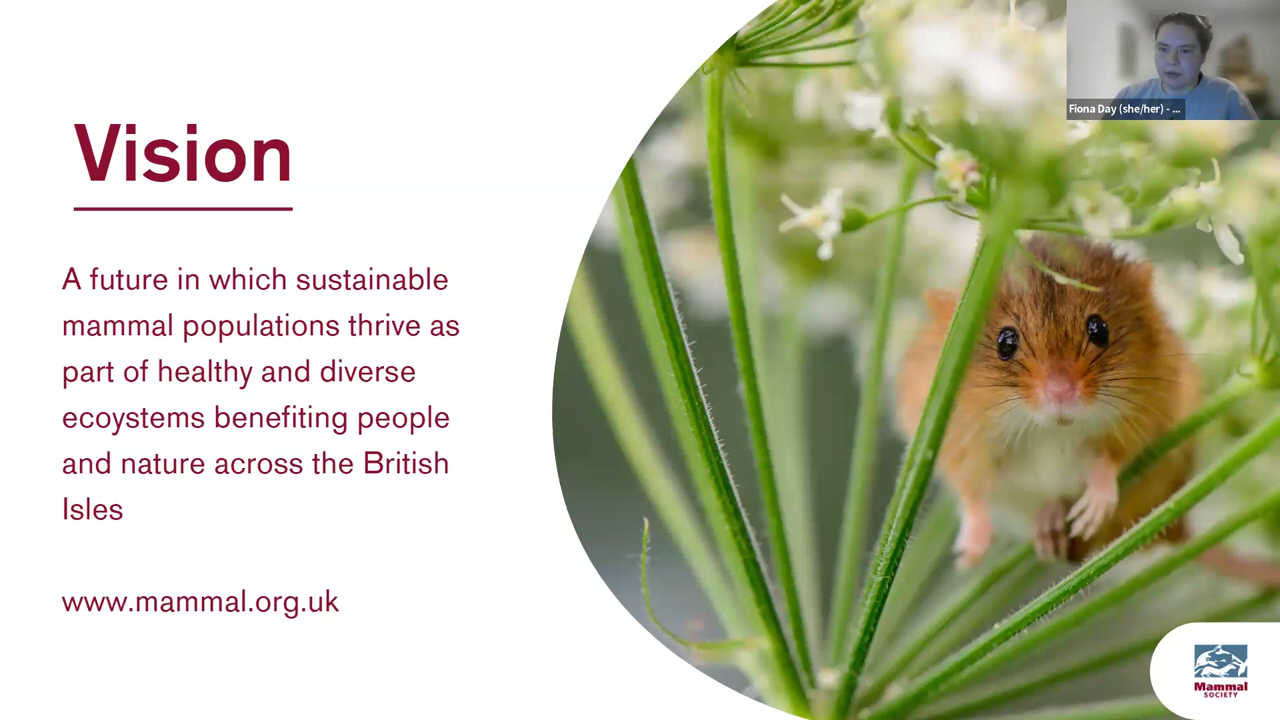 Fiona Day (she/her) - ...
Vision
A future in which sustainable
mammal populations thrive as
part of healthy and diverse
ecoystems benefiting people
and nature across the British
Isles
www.mammal.org.uk
Mammal
SOCIETY